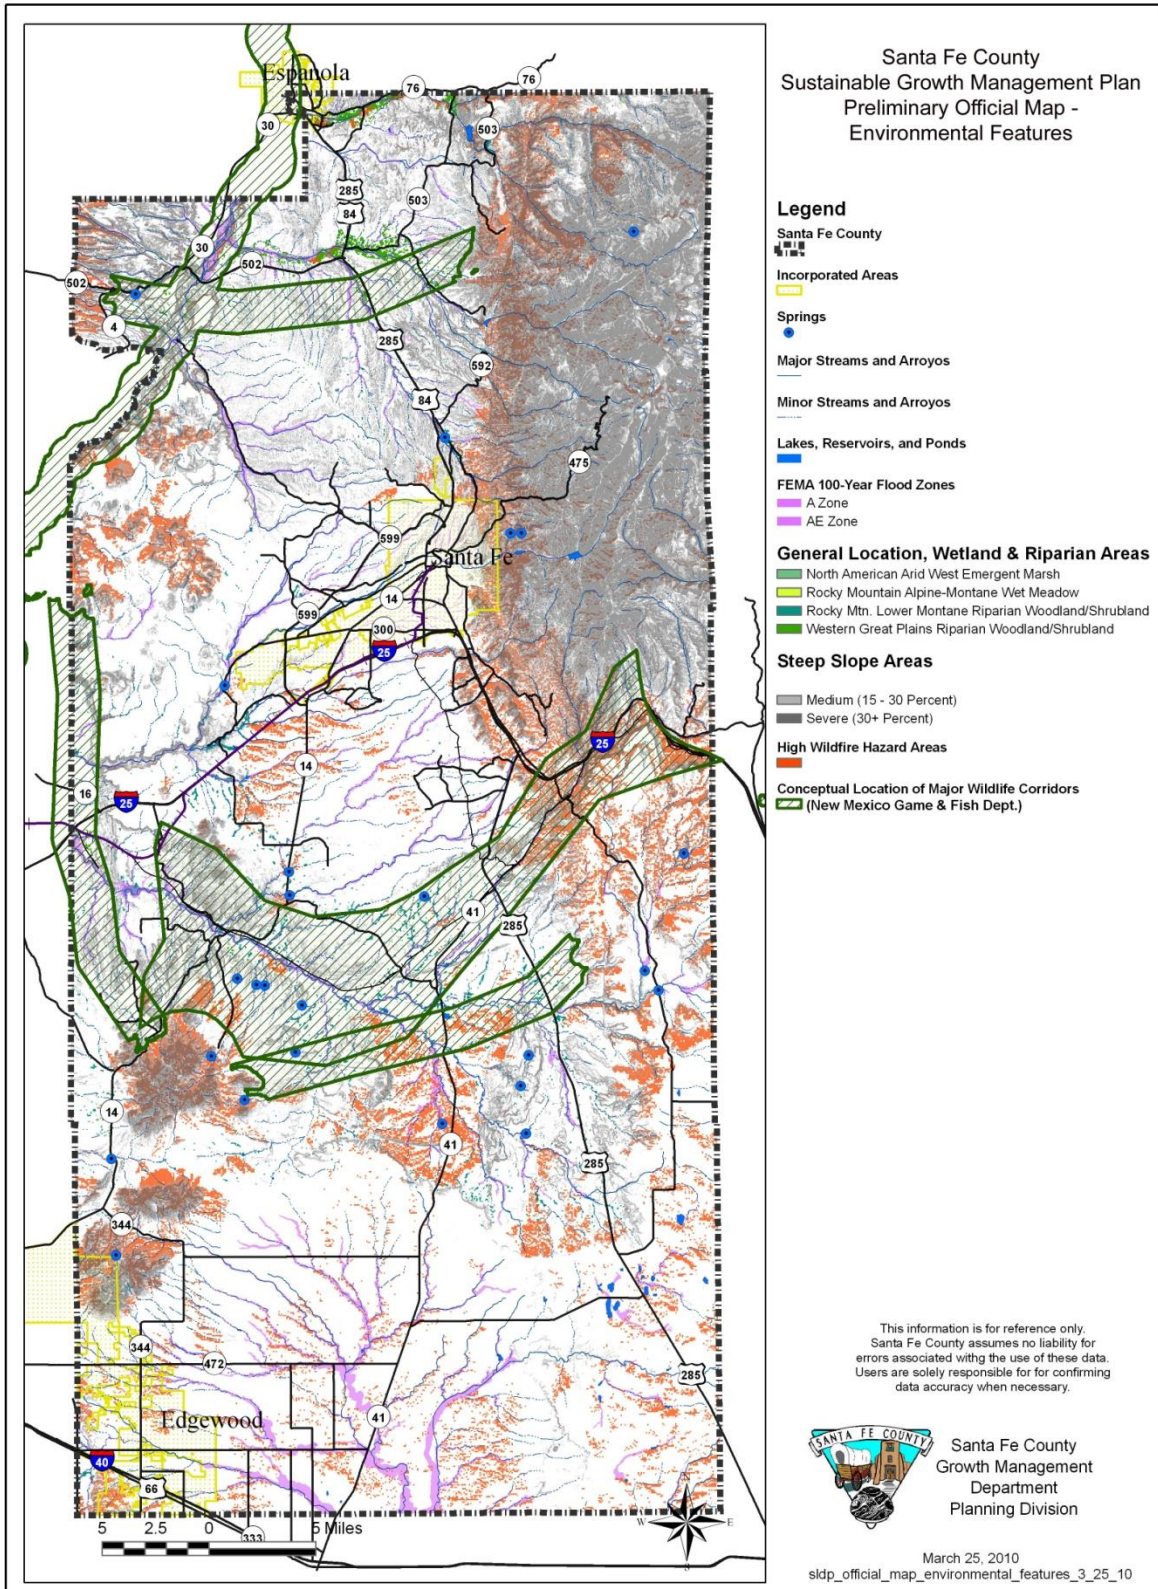 Santa Fe County
Sustainable Growth Management Plan
Preliminary Official Map -
Environmental Features
Legend
Santa Fe County
Incorporated Areas
Springs
Major Streams and Arroyos
Minor Streams and Arroyos
Lakes, Reservoirs, and Ponds
FEMA 100-Year Flood Zones
A Zone
AE Zone
General Location, Wetland & Riparian Areas
North American Arid West Emergent Marsh
Rocky Mountain Alpine-Montane Wet Meadow
Rocky Mtn. Lower Montane Riparian Woodland/Shrubland
Western Great Plains Riparian Woodland/Shrubland
Steep Slope Areas
Medium (15 - 30 Percent)
Severe (30+ Percent)
High Wildfire Hazard Areas
Conceptual Location of Major Wildlife Corridors
(New Mexico Game & Fish Dept.)
Espanola
76
76
30
503
285
503
84
30
502
502
4
285
592
84
475
599
Santa Fe
14
599
300
25
25
14
16
25
41
285
14
41
285
344
344
472
285
Edgewood
41
40
66
333
5 2.5 0 5 Miles
N
W E
S
This information is for reference only.
Santa Fe County assumes no liability for
errors associated withg the use of these data.
Users are solely responsible for for confirming
data accuracy when necessary.
SANTA FE COUNTY
Santa Fe County
Growth Management
Department
Planning Division
March 25, 2010
sldp_official_map_environmental_features_3_25_10